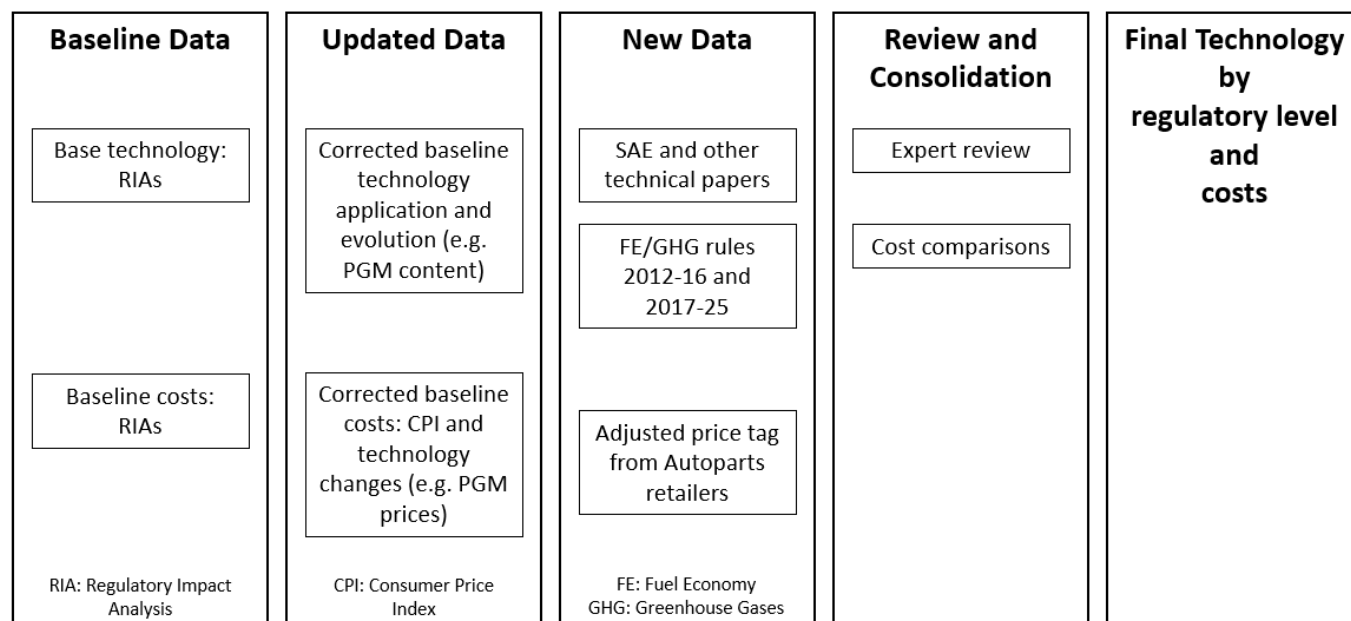 Baseline Data
Base technology:
RIAs
Baseline costs:
RIAs
RIA: Regulatory Impact
Analysis
Updated Data
Corrected baseline
technology
application and
evolution (e.g.
PGM content)
Corrected baseline
costs: CPI and
technology
changes (e.g. PGM
prices)
CPI: Consumer Price
Index
New Data
SAE and other
technical papers
FE/GHG rules
2012-16 and
2017-25
Adjusted price tag
from Autoparts
retailers
FE: Fuel Economy
GHG: Greenhouse Gases
Review and
Consolidation
Expert review
Cost comparisons
Final Technology
by
regulatory level
and
costs